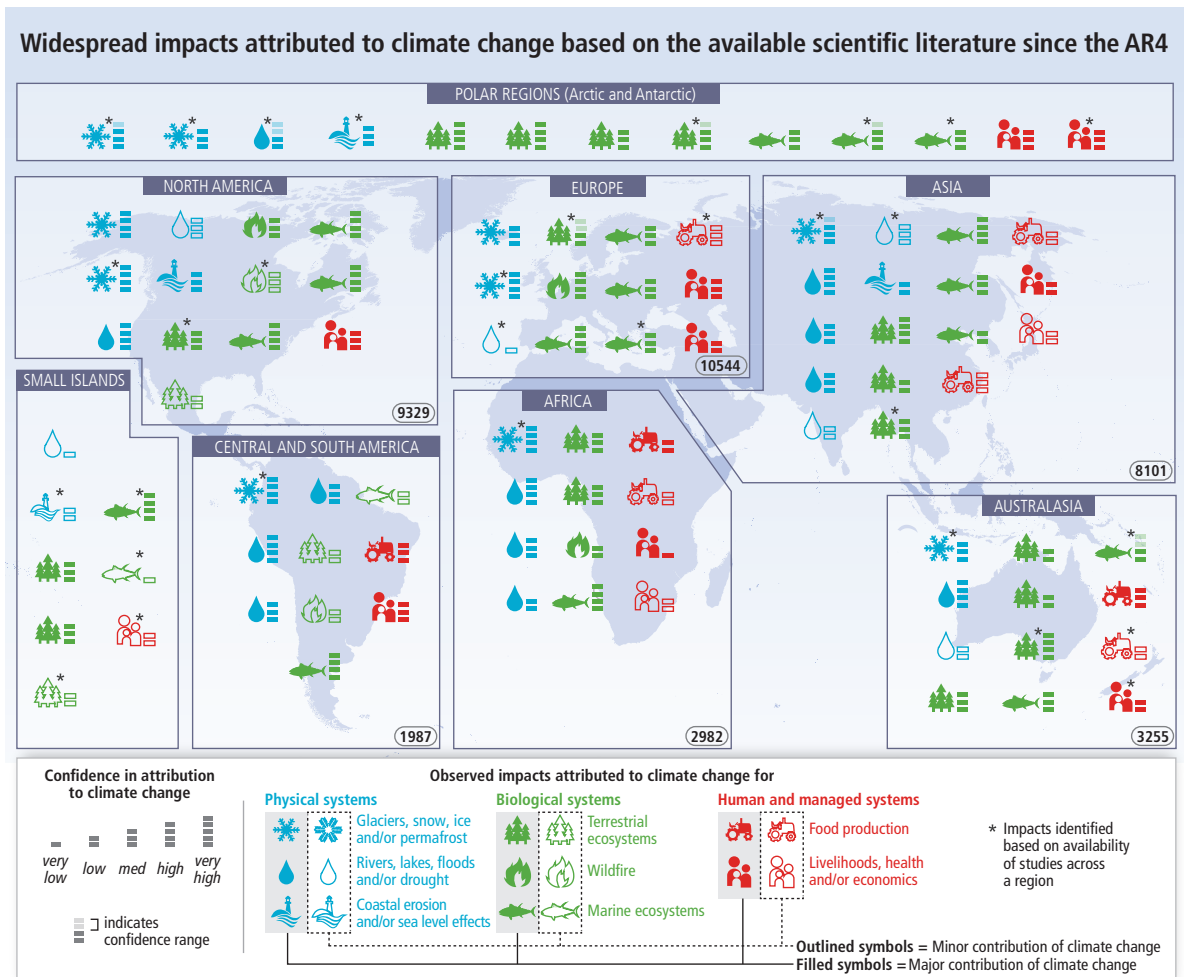 Widespread impacts attributed to climate change based on the available scientific literature since the AR4
POLAR REGIONS (Arctic and Antarctic)
* * * * * * * *
NORTH AMERICA
* * *
9329
EUROPE
* * * * *
10544
ASIA
* * *
8101
SMALL ISLANDS
* * * * *
CENTRAL AND SOUTH AMERICA
*
1987
AFRICA
*
2982
AUSTRALASIA
* * * * *
3255
Confidence in attribution
to climate change
very
low
low
med
high
very
high
indicates
confidence range
Observed impacts attributed to climate change for
Physical systems
Glaciers, snow, ice
and/or permafrost
Rivers, lakes, floods
and/or drought
Coastal erosion
and/or sea level effects
Biological systems
Terrestrial
ecosystems
Wildfire
Marine ecosystems
Human and managed systems
Food production
Livelihoods, health
and/or economics
* Impacts identified
based on availability
of studies across
a region
Outlined symbols = Minor contribution of climate change
Filled symbols = Major contribution of climate change